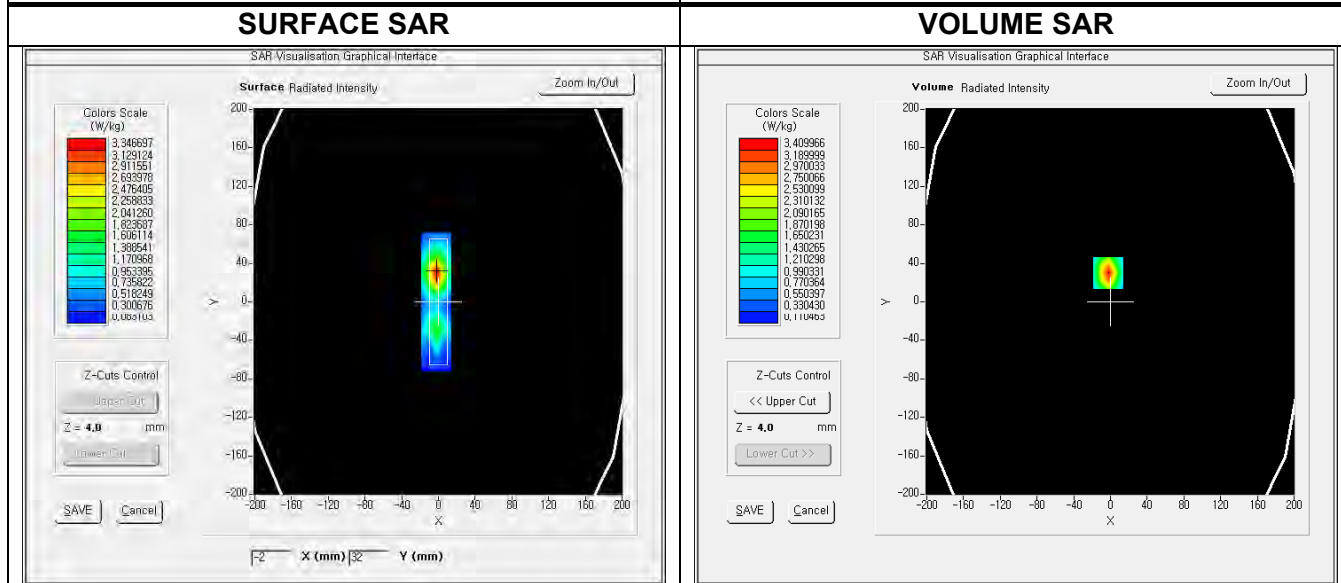 SURFACE SAR
SAR Visualisation Graphical Interface
Surface Radiated Intensity
Zoom In/Out
Colors Scale
(W/kg)
3,346697
3,129124
2,911551
2,693978
2,476405
2,258833
2,041260
1,823687
1,606114
1,388541
1,170968
0,953395
0,735822
0,518249
0,300676
0,083103
200
160
120
80
40
0
-40
-80
-120
-160
-200
Y
-200 -160 -120 -80 -40 0 40 80 120 160 200
X
Z-Cuts Control
Upper Cut
Z = 4.0 mm
Lower Cut
SAVE Cancel
-2 X (mm) 32 Y (mm)
VOLUME SAR
SAR Visualisation Graphical Interface
Volume Radiated Intensity
Zoom In/Out
Colors Scale
(W/kg)
3,409966
3,189999
2,970033
2,750066
2,530099
2,310132
2,090165
1,870198
1,650231
1,430265
1,210298
0,990331
0,770364
0,550397
0,330430
0,110463
200
160
120
80
40
0
-40
-80
-120
-160
-200
Y
-200 -160 -120 -80 -40 0 40 80 120 160 200
X
Z-Cuts Control
<< Upper Cut
Z = 4.0 mm
Lower Cut >>
SAVE Cancel